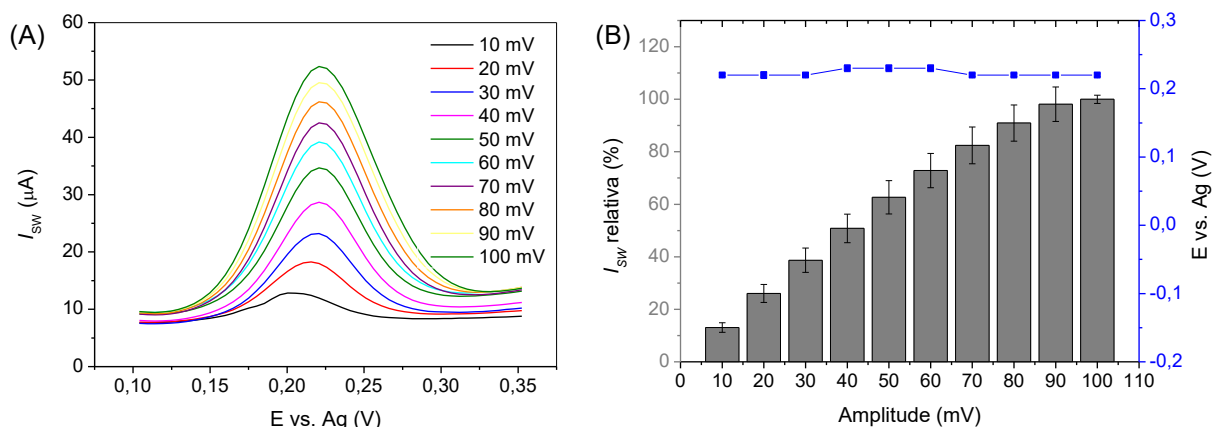 (A)
60
50
40
30
20
10
0
I_SW (µA)
0,10 0,15 0,20 0,25 0,30 0,35
E vs. Ag (V)
10 mV
20 mV
30 mV
40 mV
50 mV
60 mV
70 mV
80 mV
90 mV
100 mV
(B)
120
100
80
60
40
20
0
I_SW relativa (%)
0 10 20 30 40 50 60 70 80 90 100 110
Amplitude (mV)
0,3
0,2
0,1
0,0
-0,1
-0,2
E vs. Ag (V)